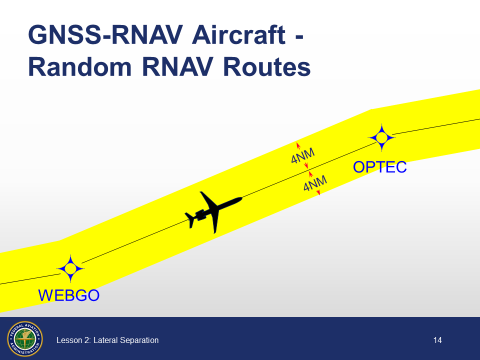 GNSS-RNAV Aircraft -
Random RNAV Routes
4NM
4NM
OPTEC
WEBGO
Lesson 2: Lateral Separation
14